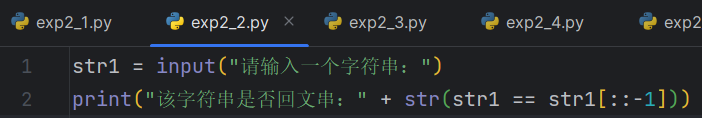 exp2_1.py exp2_2.py × exp2_3.py exp2_4.py exp2
1 str1 = input("请输入一个字符串：")
2 print("该字符串是否回文串：" + str(str1 == str1[::-1]))